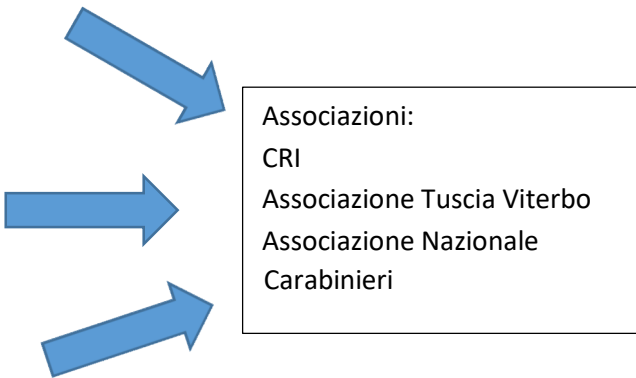 Associazioni:
CRI
Associazione Tuscia Viterbo
Associazione Nazionale
Carabinieri